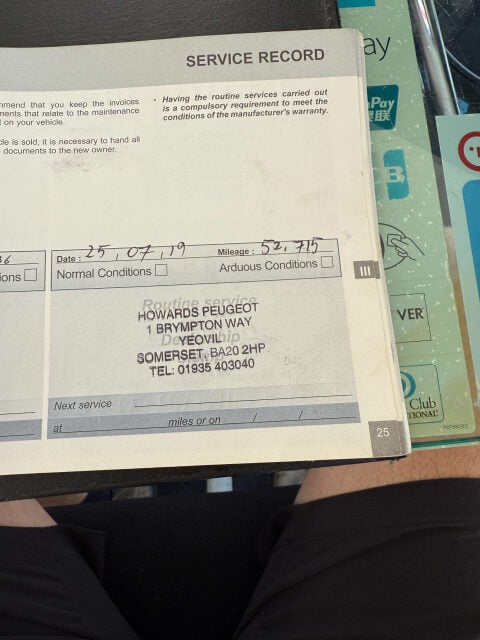 SERVICE RECORD
mmend that you keep the invoices
ments that relate to the maintenance
on your vehicle.
cle is sold, it is necessary to hand all
documents to the new owner.
• Having the routine services carried out
is a compulsory requirement to meet the
conditions of the manufacturer's warranty.
ions
Date : 25, 07, 19 Mileage : 52,715
Normal Conditions Arduous Conditions
III
Routine service
HOWARDS PEUGEOT
1 BRYMPTON WAY
YEOVIL
SOMERSET, BA20 2HP
TEL: 01935 403040
Next service
at miles or on / /
25
ay
Pay
B
VER
Club